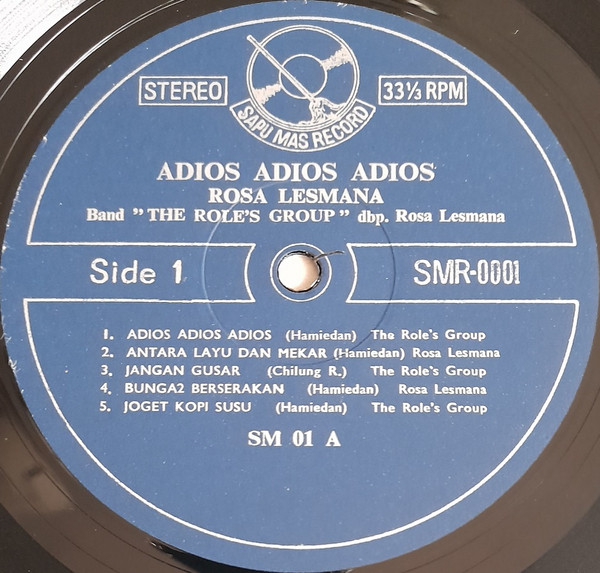 STEREO
33⅓ RPM
SAPU MAS RECORD
ADIOS ADIOS ADIOS
ROSA LESMANA
Band "THE ROLE'S GROUP" dbp. Rosa Lesmana
Side 1
SMR-0001
1. ADIOS ADIOS ADIOS (Hamiedan) The Role's Group
2. ANTARA LAYU DAN MEKAR (Hamiedan) Rosa Lesmana
3. JANGAN GUSAR (Chilung R.) The Role's Group
4. BUNGA2 BERSERAKAN (Hamiedan) Rosa Lesmana
5. JOGET KOPI SUSU (Hamiedan) The Role's Group
SM 01 A